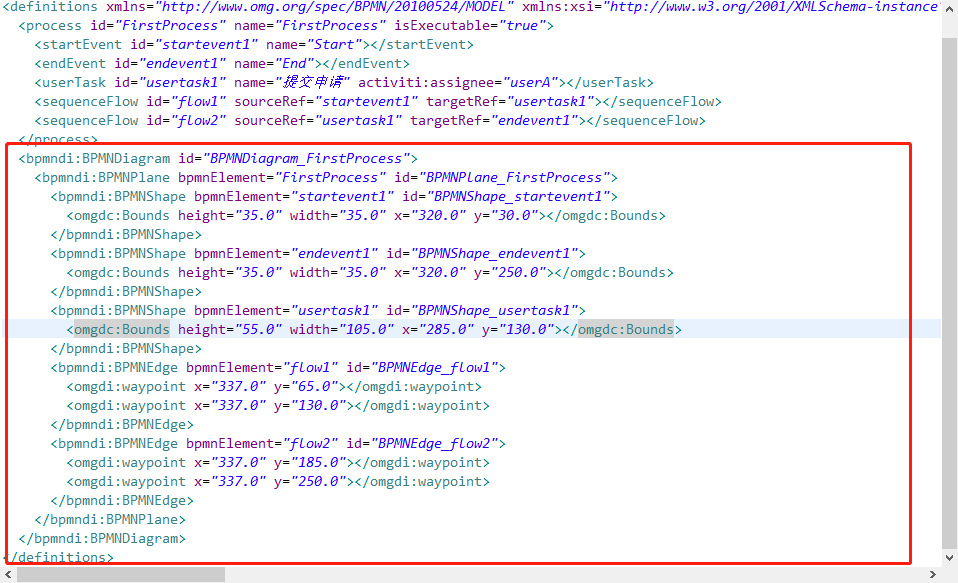 <definitions xmlns="http://www.omg.org/spec/BPMN/20100524/MODEL" xmlns:xsi="http://www.w3.org/2001/XMLSchema-instance"
<process id="FirstProcess" name="FirstProcess" isExecutable="true">
<startEvent id="startevent1" name="Start"></startEvent>
<endEvent id="endevent1" name="End"></endEvent>
<userTask id="usertask1" name="提交申请" activiti:assignee="userA"></userTask>
<sequenceFlow id="flow1" sourceRef="startevent1" targetRef="usertask1"></sequenceFlow>
<sequenceFlow id="flow2" sourceRef="usertask1" targetRef="endevent1"></sequenceFlow>
</process>
<bpmndi:BPMNDiagram id="BPMNDiagram_FirstProcess">
<bpmndi:BPMNPlane bpmnElement="FirstProcess" id="BPMNPlane_FirstProcess">
<bpmndi:BPMNShape bpmnElement="startevent1" id="BPMNShape_startevent1">
<omgdc:Bounds height="35.0" width="35.0" x="320.0" y="30.0"></omgdc:Bounds>
</bpmndi:BPMNShape>
<bpmndi:BPMNShape bpmnElement="endevent1" id="BPMNShape_endevent1">
<omgdc:Bounds height="35.0" width="35.0" x="320.0" y="250.0"></omgdc:Bounds>
</bpmndi:BPMNShape>
<bpmndi:BPMNShape bpmnElement="usertask1" id="BPMNShape_usertask1">
<omgdc:Bounds height="55.0" width="105.0" x="285.0" y="130.0"></omgdc:Bounds>
</bpmndi:BPMNShape>
<bpmndi:BPMNEdge bpmnElement="flow1" id="BPMNEdge_flow1">
<omgdi:waypoint x="337.0" y="65.0"></omgdi:waypoint>
<omgdi:waypoint x="337.0" y="130.0"></omgdi:waypoint>
</bpmndi:BPMNEdge>
<bpmndi:BPMNEdge bpmnElement="flow2" id="BPMNEdge_flow2">
<omgdi:waypoint x="337.0" y="185.0"></omgdi:waypoint>
<omgdi:waypoint x="337.0" y="250.0"></omgdi:waypoint>
</bpmndi:BPMNEdge>
</bpmndi:BPMNPlane>
</bpmndi:BPMNDiagram>
</definitions>